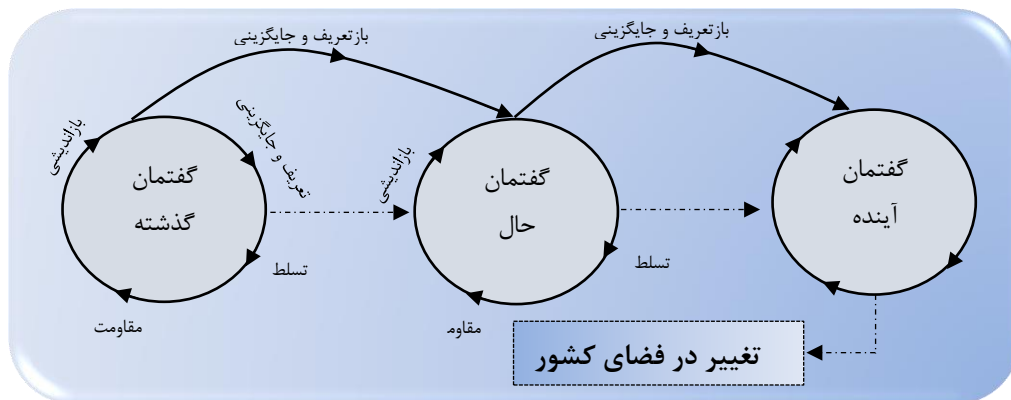 بازتعریف و جایگزینی
بازتعریف و جایگزینی
بازاندیشی
تعریف و جایگزینی
گفتمان
گذشته
تسلط
مقاومت
بازاندیشی
گفتمان
حال
تسلط
مقاوم
گفتمان
آینده
تغییر در فضای کشور